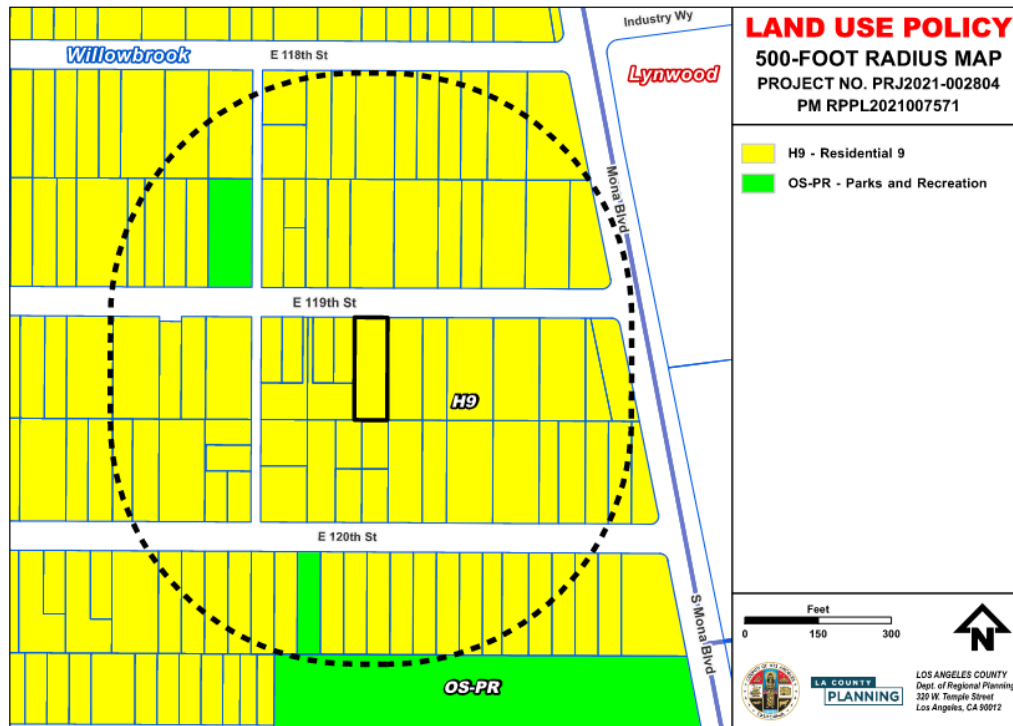 LAND USE POLICY
500-FOOT RADIUS MAP
PROJECT NO. PRJ2021-002804
PM RPPL2021007571
H9 - Residential 9
OS-PR - Parks and Recreation
Industry Wy
Willowbrook
E 118th St
Lynwood
Mona Blvd
E 119th St
H9
E 120th St
S Mona Blvd
OS-PR
Feet
0 150 300
N
LA COUNTY
PLANNING
LOS ANGELES COUNTY
Dept. of Regional Planning
320 W. Temple Street
Los Angeles, CA 90012